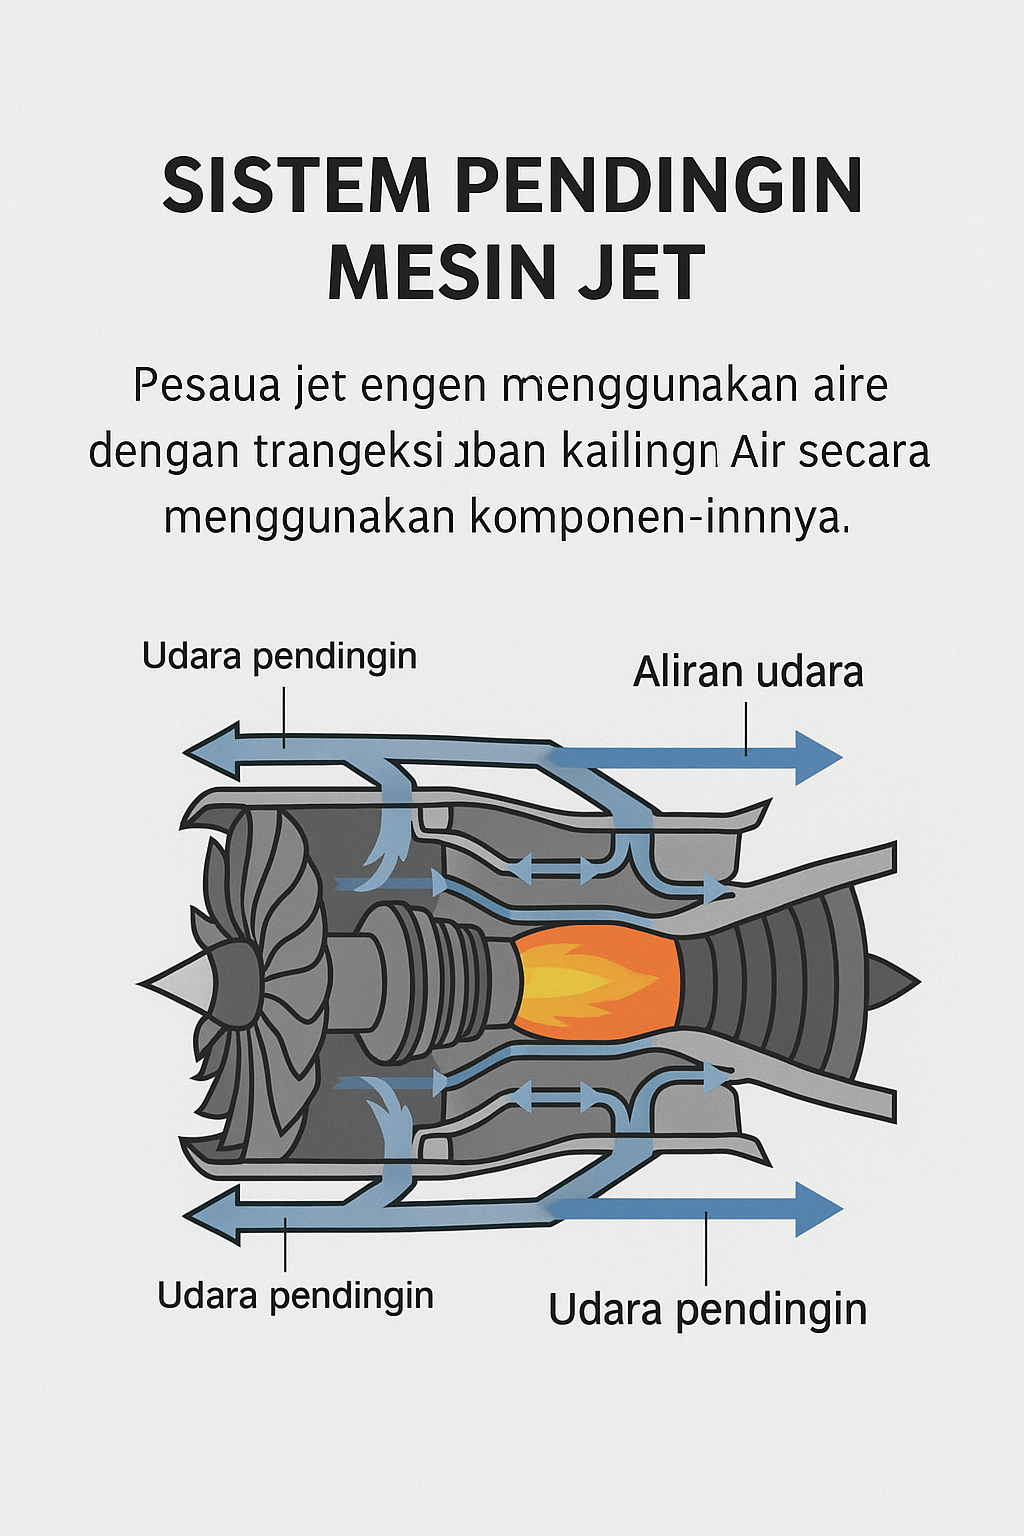 SISTEM PENDINGIN
MESIN JET
Pesaua jet engen menggunakan aire
dengan trangeksi kailingn Air secara
menggunakan komponen-innnya.
Udara pendingin
Aliran udara
Udara pendingin
Udara pendingin